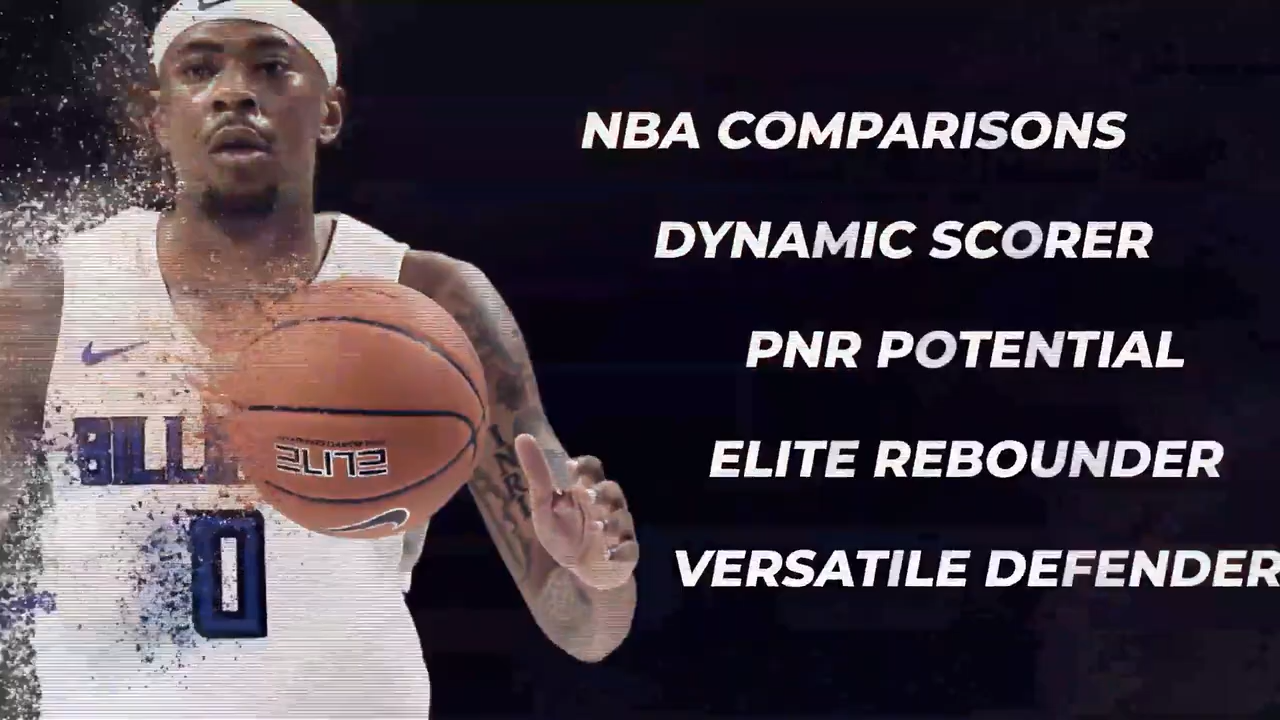 NBA COMPARISONS
DYNAMIC SCORER
PNR POTENTIAL
ELITE REBOUNDER
VERSATILE DEFENDER
BILL
ELITE
0